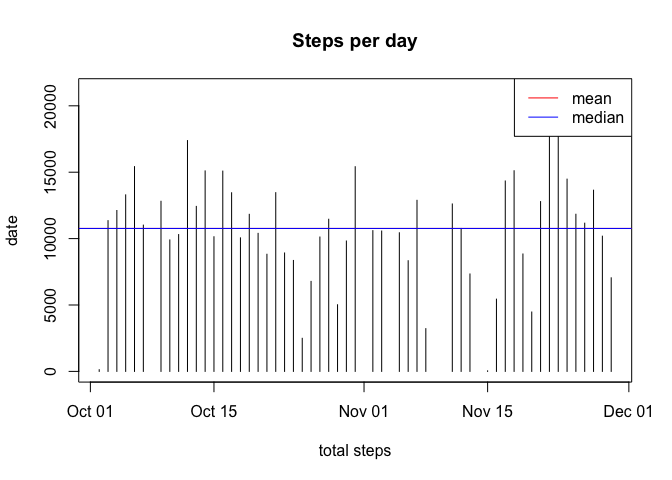 Steps per day
mean
median
date
20000
15000
10000
5000
0
Oct 01
Oct 15
Nov 01
Nov 15
Dec 01
total steps